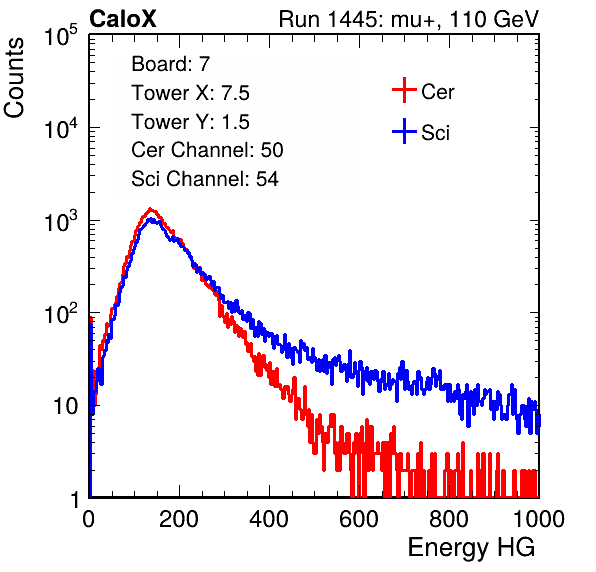 CaloX Run 1445: mu+, 110 GeV
Board: 7
Tower X: 7.5
Tower Y: 1.5
Cer Channel: 50
Sci Channel: 54
Cer
Sci
Counts
10^5
10^4
10^3
10^2
10
1
0 200 400 600 800 1000
Energy HG